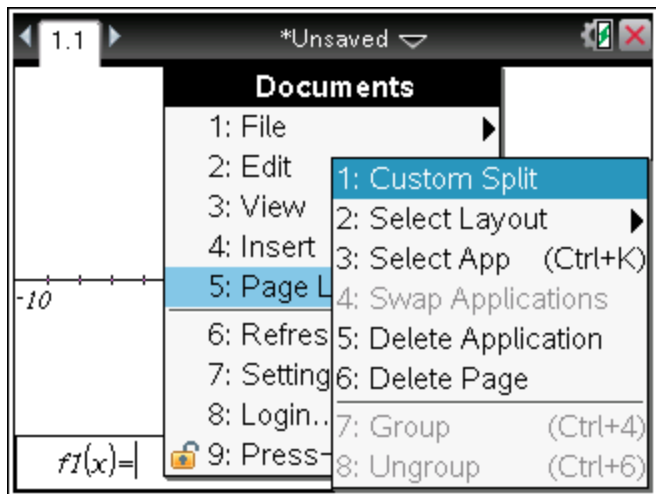 1.1
*Unsaved
Documents
1: File
2: Edit
3: View
4: Insert
5: Page L
6: Refres
7: Setting
8: Login..
9: Press-
1: Custom Split
2: Select Layout
3: Select App (Ctrl+K)
4: Swap Applications
5: Delete Application
6: Delete Page
7: Group (Ctrl+4)
8: Ungroup (Ctrl+6)
-10
f1(x)=